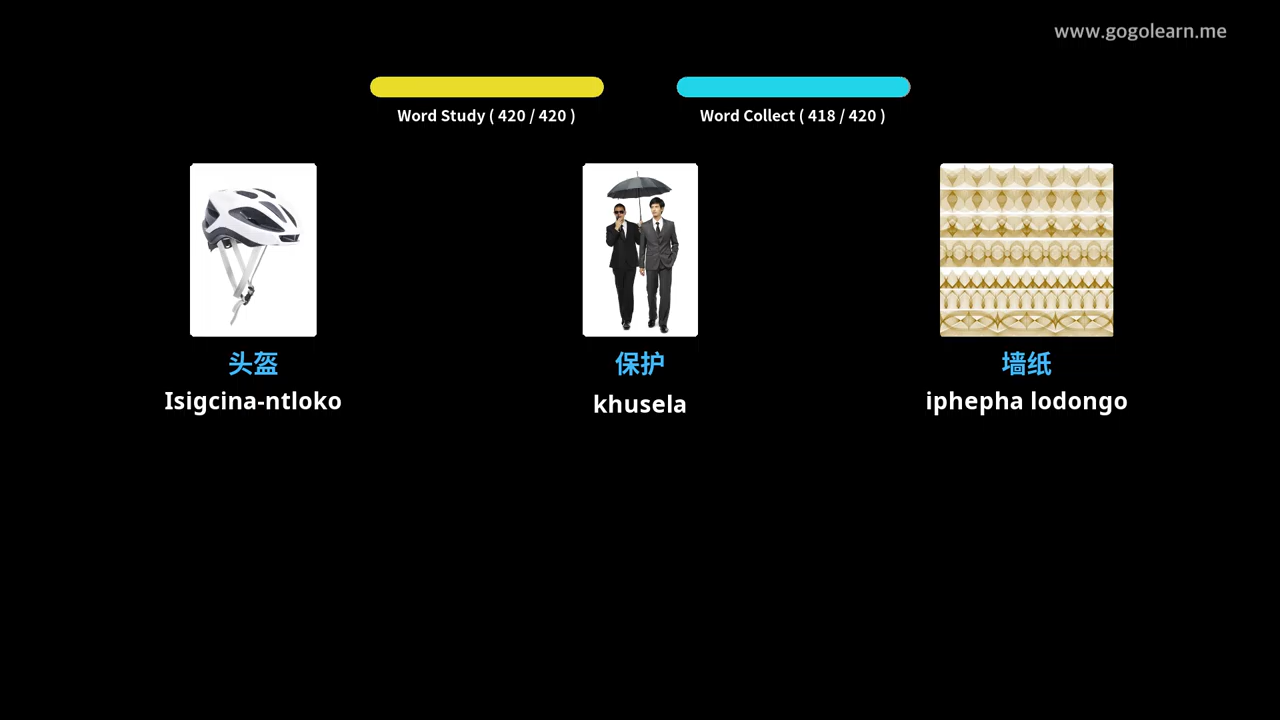 www.gogolearn.me
Word Study ( 420 / 420 )
Word Collect ( 418 / 420 )
头盔
保护
墙纸
Isigcina-ntloko
khusela
iphepha lodongo